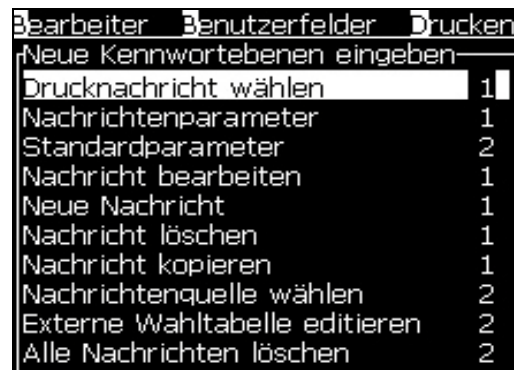 Bearbeiter Benutzerfelder Drucken
Neue Kennwortebenen eingeben
Drucknachricht wählen 1
Nachrichtenparameter 1
Standardparameter 2
Nachricht bearbeiten 1
Neue Nachricht 1
Nachricht löschen 1
Nachricht kopieren 1
Nachrichtenquelle wählen 2
Externe Wahltabelle editieren 2
Alle Nachrichten löschen 2